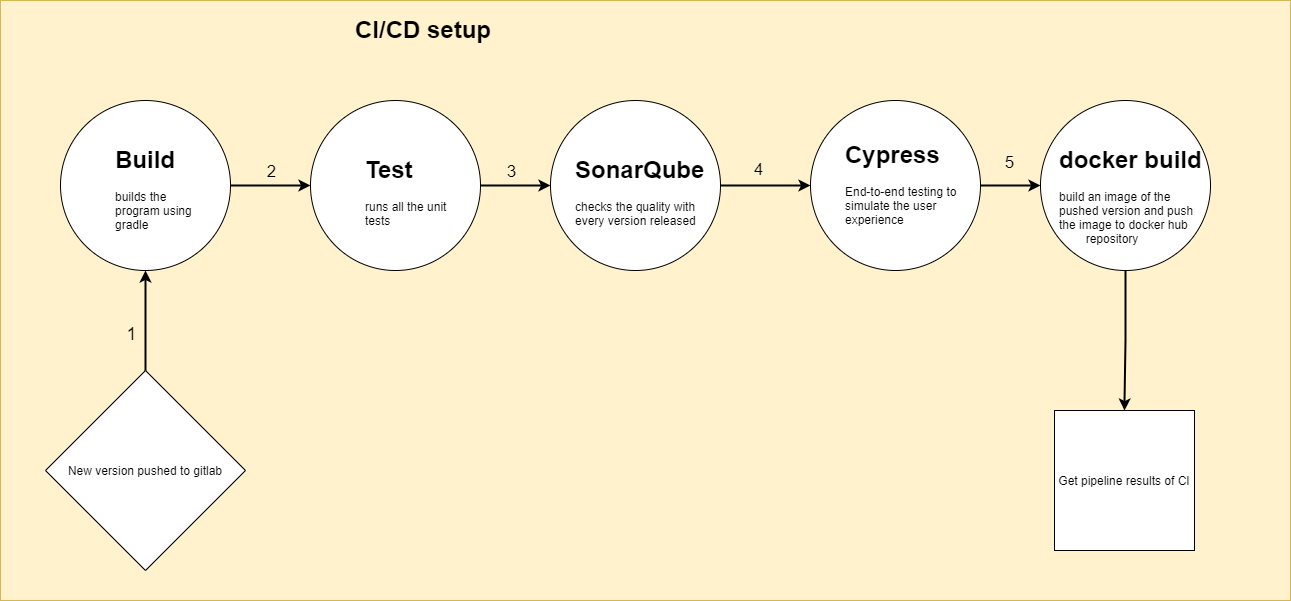 CI/CD setup
Build
builds the
program using
gradle
2
Test
runs all the unit
tests
3
SonarQube
checks the quality with
every version released
4
Cypress
End-to-end testing to
simulate the user
experience
5
docker build
build an image of the
pushed version and push
the image to docker hub
repository
1
New version pushed to gitlab
Get pipeline results of CI